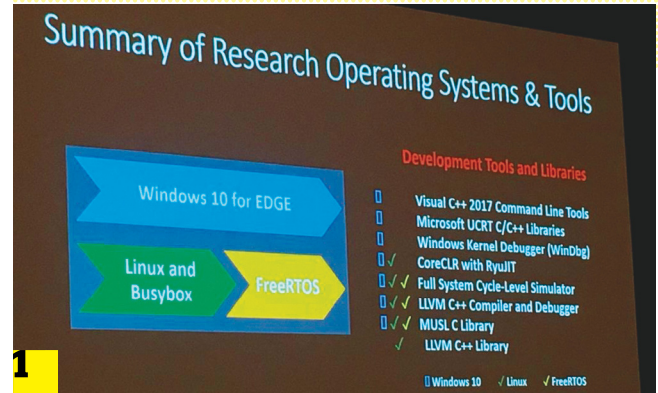 Summary of Research Operating Systems & Tools
Windows 10 for EDGE
Linux and
Busybox
FreeRTOS
Development Tools and Libraries
Visual C++ 2017 Command Line Tools
Microsoft UCRT C/C++ Libraries
Windows Kernel Debugger (WinDbg)
✓ CoreCLR with RyuJIT
✓✓ Full System Cycle-Level Simulator
✓✓ LLVM C++ Compiler and Debugger
✓✓ MUSL C Library
✓ LLVM C++ Library
Windows 10 ✓Linux ✓FreeRTOS
1